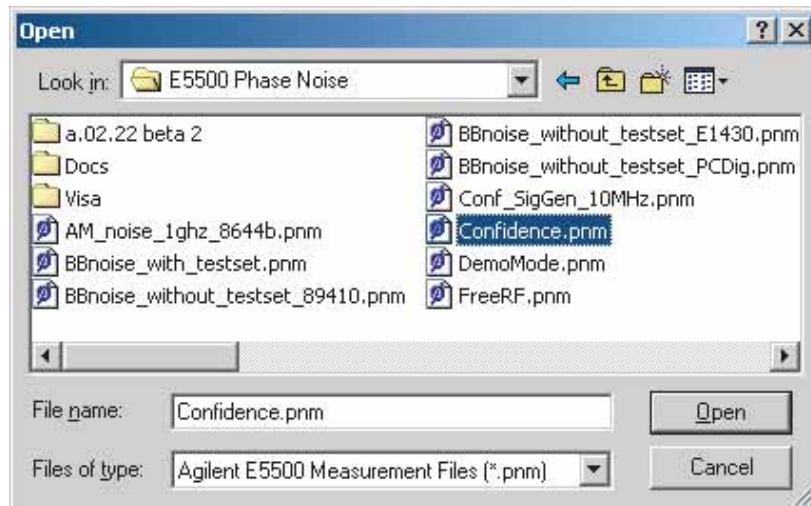 Open
Look in: E5500 Phase Noise
a.02.22 beta 2
Docs
Visa
AM_noise_1ghz_8644b.pnm
BBnoise_with_testset.pnm
BBnoise_without_testset_89410.pnm
BBnoise_without_testset_E1430.pnm
BBnoise_without_testset_PCDig.pnm
Conf_SigGen_10MHz.pnm
Confidence.pnm
DemoMode.pnm
FreeRF.pnm
File name: Confidence.pnm Open
Files of type: Agilent E5500 Measurement Files (*.pnm) Cancel